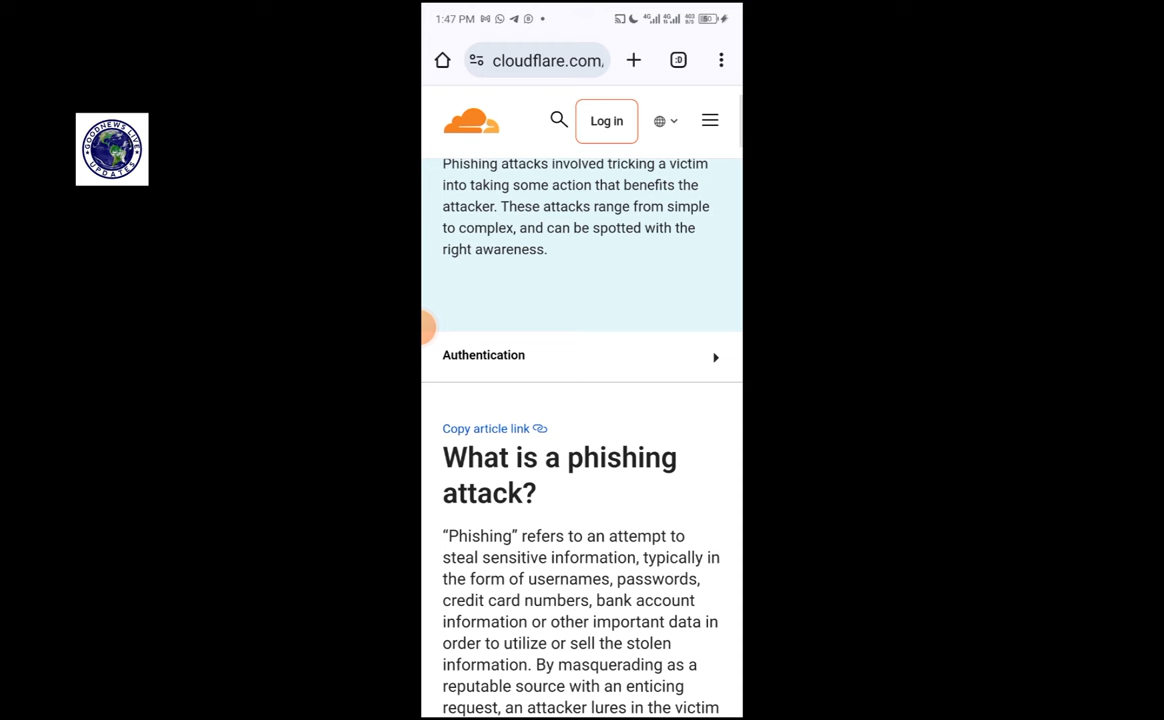 1:47 PM
cloudflare.com,
Log in
GOODNEWS LIVE
UPDATES
Phishing attacks involved tricking a victim
into taking some action that benefits the
attacker. These attacks range from simple
to complex, and can be spotted with the
right awareness.
Authentication
Copy article link
What is a phishing
attack?
“Phishing” refers to an attempt to
steal sensitive information, typically in
the form of usernames, passwords,
credit card numbers, bank account
information or other important data in
order to utilize or sell the stolen
information. By masquerading as a
reputable source with an enticing
request, an attacker lures in the victim